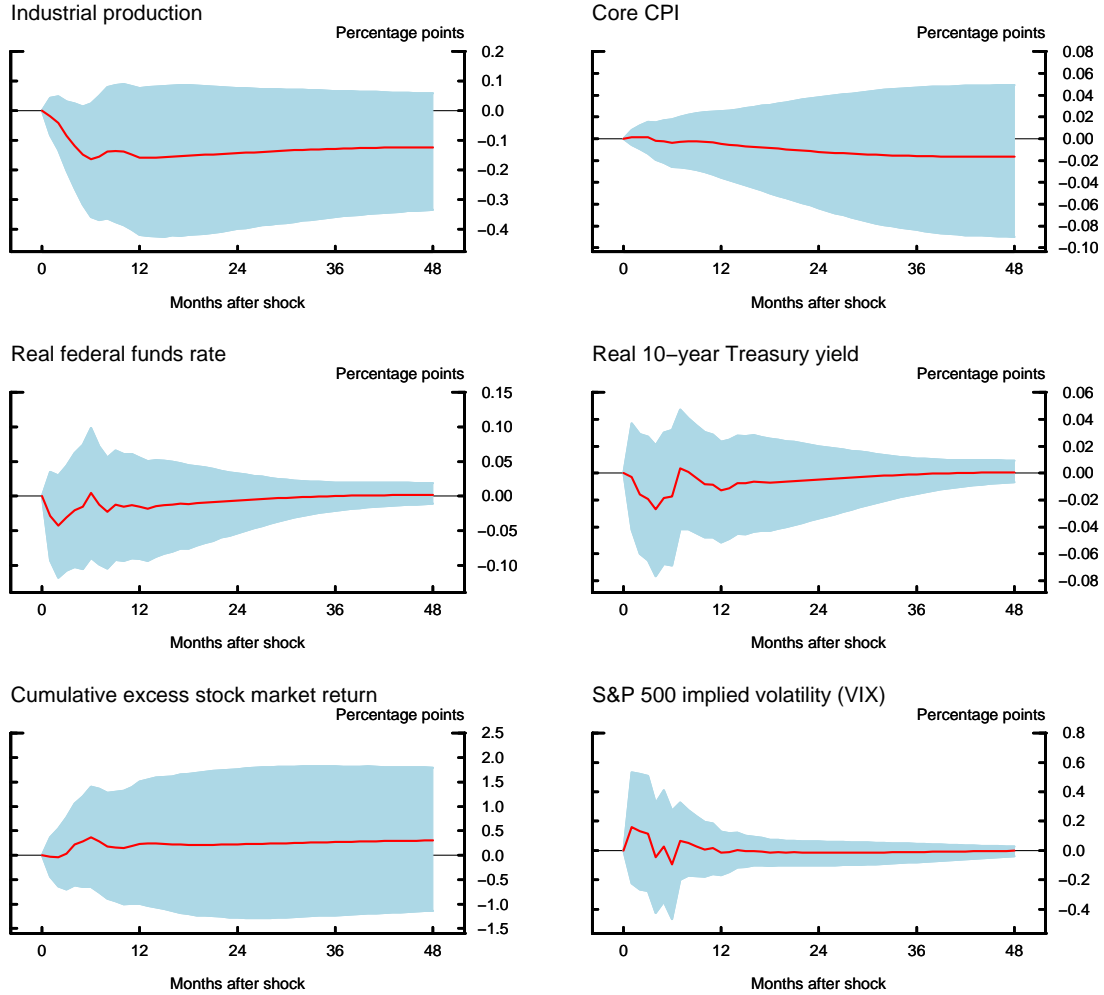 Industrial production
Percentage points
0.2
0.1
0.0
−0.1
−0.2
−0.3
−0.4
0 12 24 36 48
Months after shock
Core CPI
Percentage points
0.08
0.06
0.04
0.02
0.00
−0.02
−0.04
−0.06
−0.08
−0.10
0 12 24 36 48
Months after shock
Real federal funds rate
Percentage points
0.15
0.10
0.05
0.00
−0.05
−0.10
0 12 24 36 48
Months after shock
Real 10−year Treasury yield
Percentage points
0.06
0.04
0.02
0.00
−0.02
−0.04
−0.06
−0.08
0 12 24 36 48
Months after shock
Cumulative excess stock market return
Percentage points
2.5
2.0
1.5
1.0
0.5
0.0
−0.5
−1.0
−1.5
0 12 24 36 48
Months after shock
S&P 500 implied volatility (VIX)
Percentage points
0.8
0.6
0.4
0.2
0.0
−0.2
−0.4
0 12 24 36 48
Months after shock